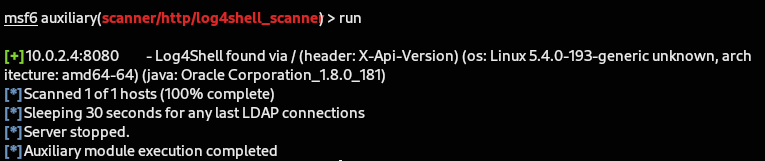 msf6 auxiliary(scanner/http/log4shell_scanner) > run
[+] 10.0.2.4:8080 - Log4Shell found via / (header: X-Api-Version) (os: Linux 5.4.0-193-generic unknown, arch
itecture: amd64-64) (java: Oracle Corporation_1.8.0_181)
[*] Scanned 1 of 1 hosts (100% complete)
[*] Sleeping 30 seconds for any last LDAP connections
[*] Server stopped.
[*] Auxiliary module execution completed